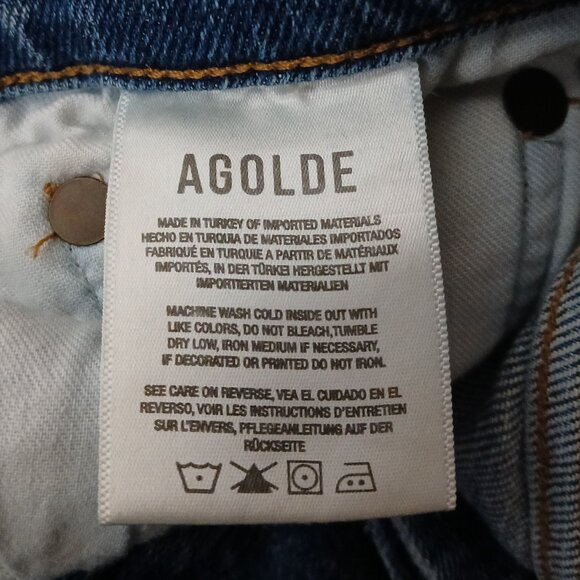 AGOLDE
MADE IN TURKEY OF IMPORTED MATERIALS
HECHO EN TURQUIA DE MATERIALES IMPORTADOS
FABRIQUÉ EN TURQUIE A PARTIR DE MATÉRIAUX
IMPORTÉS, IN DER TÜRKEI HERGESTELLT MIT
IMPORTIERTEN MATERIALIEN
MACHINE WASH COLD INSIDE OUT WITH
LIKE COLORS, DO NOT BLEACH,TUMBLE
DRY LOW, IRON MEDIUM IF NECESSARY,
IF DECORATED OR PRINTED DO NOT IRON.
SEE CARE ON REVERSE, VEA EL CUIDADO EN EL
REVERSO, VOIR LES INSTRUCTIONS D'ENTRETIEN
SUR L'ENVERS, PFLEGEANLEITUNG AUF DER
RÜCKSEITE